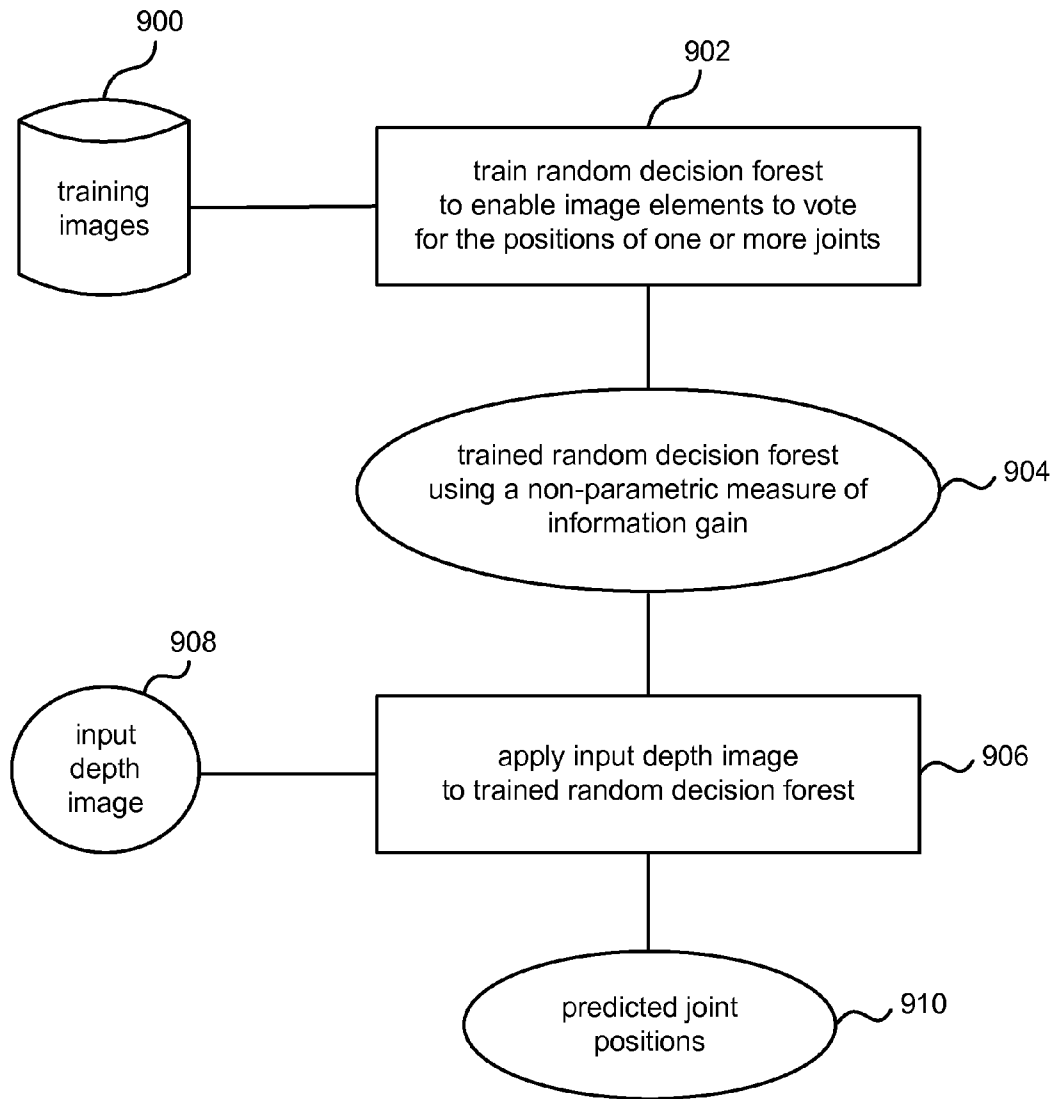 900
902
training
images
train random decision forest
to enable image elements to vote
for the positions of one or more joints
trained random decision forest
using a non-parametric measure of
information gain
904
908
input
depth
image
apply input depth image
to trained random decision forest
906
predicted joint
positions
910